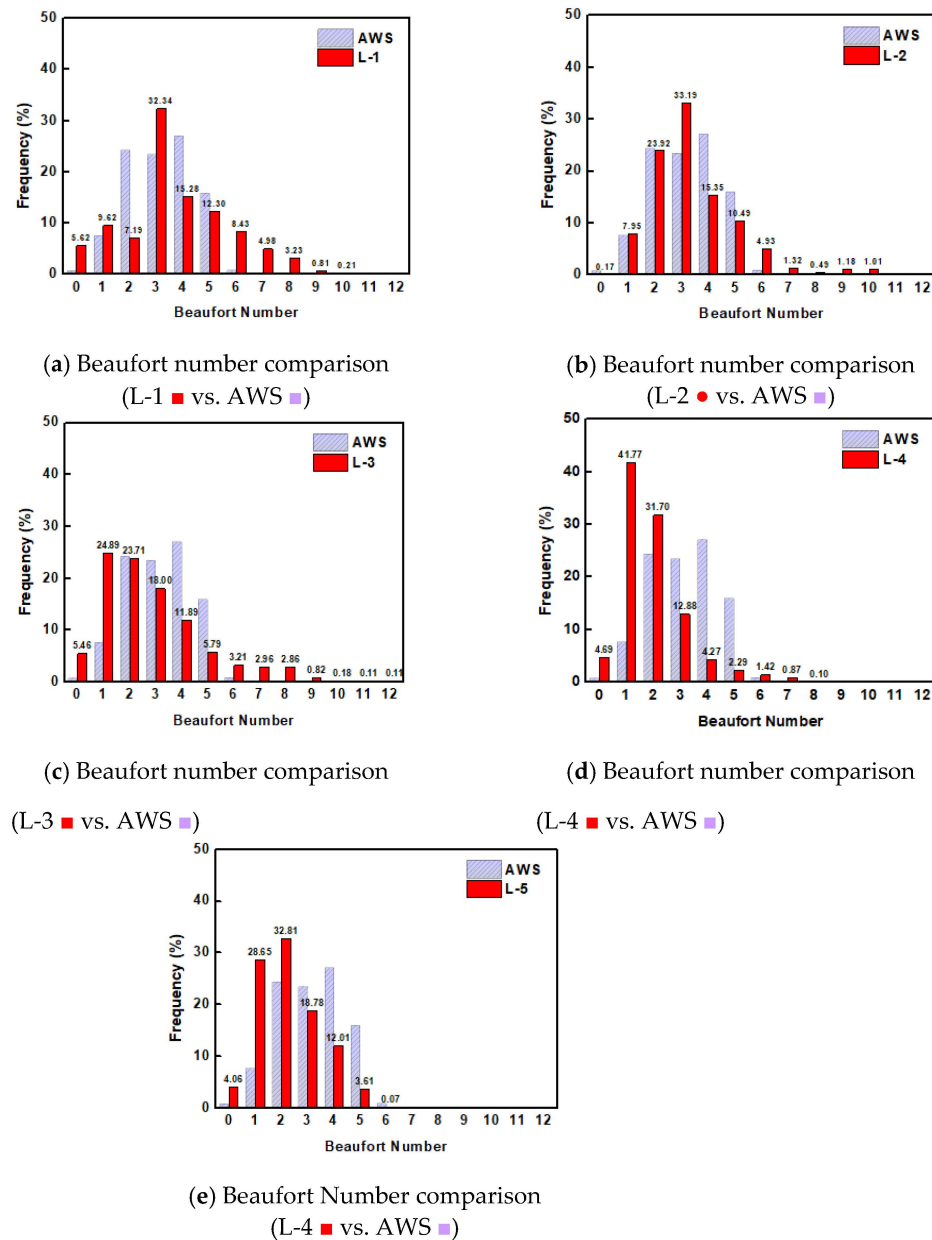 50
40
30
20
10
0
Frequency (%)
AWS
L-1
5.62
9.62
7.19
32.34
15.28
12.30
8.43
4.98
3.23
0.81
0.21
0 1 2 3 4 5 6 7 8 9 10 11 12
Beaufort Number
(a) Beaufort number comparison
(L-1 ■ vs. AWS ■)
50
40
30
20
10
0
Frequency (%)
AWS
L-2
0.17
7.95
23.92
33.19
15.35
10.49
4.93
1.32
0.49
1.18
1.01
0 1 2 3 4 5 6 7 8 9 10 11 12
Beaufort Number
(b) Beaufort number comparison
(L-2 ● vs. AWS ■)
50
40
30
20
10
0
Frequency (%)
AWS
L-3
5.46
24.89
23.71
18.00
11.89
5.79
3.21
2.96
2.86
0.82
0.18
0.11
0.11
0 1 2 3 4 5 6 7 8 9 10 11 12
Beaufort Number
(c) Beaufort number comparison
(L-3 ■ vs. AWS ■)
50
40
30
20
10
0
Frequency (%)
AWS
L-4
4.69
41.77
31.70
12.88
4.27
2.29
1.42
0.87
0.10
0 1 2 3 4 5 6 7 8 9 10 11 12
Beaufort Number
(d) Beaufort number comparison
(L-4 ■ vs. AWS ■)
50
40
30
20
10
0
Frequency (%)
AWS
L-5
4.06
28.65
32.81
18.78
12.01
3.61
0.07
0 1 2 3 4 5 6 7 8 9 10 11 12
Beaufort Number
(e) Beaufort Number comparison
(L-4 ■ vs. AWS ■)